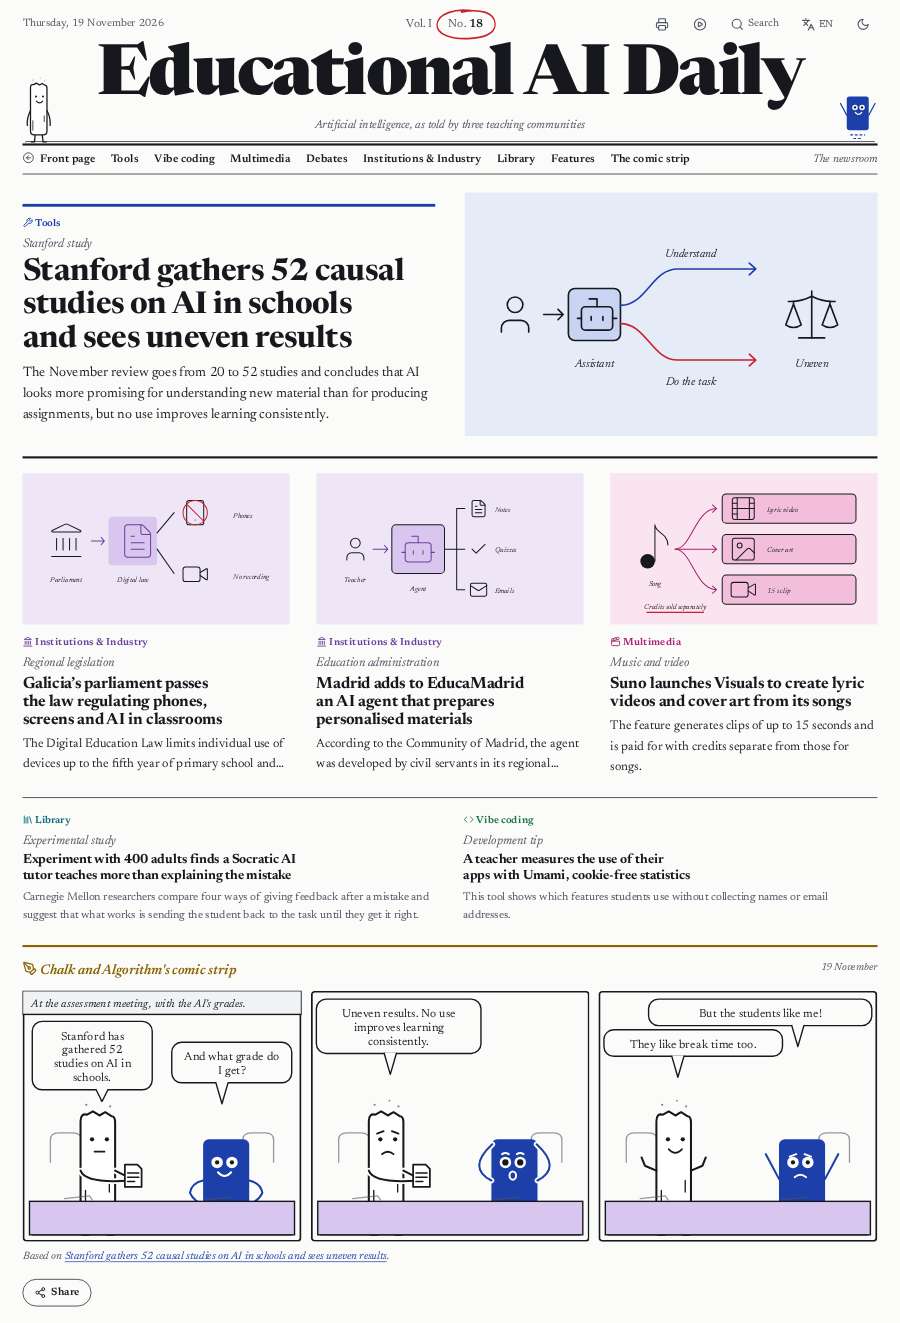 Thursday, 19 November 2026
Vol. I No. 18
Search
EN
Educational AI Daily
Artificial intelligence, as told by three teaching communities
Front page Tools Vibe coding Multimedia Debates Institutions & Industry Library Features The comic strip The newsroom
Tools
Stanford study
Stanford gathers 52 causal
studies on AI in schools
and sees uneven results
The November review goes from 20 to 52 studies and concludes that AI
looks more promising for understanding new material than for producing
assignments, but no use improves learning consistently.
Understand
Assistant
Uneven
Do the task
Parliament
Digital law
Phones
No recording
Institutions & Industry
Regional legislation
Galicia's parliament passes
the law regulating phones,
screens and AI in classrooms
The Digital Education Law limits individual use of
devices up to the fifth year of primary school and...
Teacher
Agent
Notes
Quizzes
Emails
Institutions & Industry
Education administration
Madrid adds to EducaMadrid
an AI agent that prepares
personalised materials
According to the Community of Madrid, the agent
was developed by civil servants in its regional...
Song
Credits sold separately
Lyric video
Cover art
15 s clip
Multimedia
Music and video
Suno launches Visuals to create lyric
videos and cover art from its songs
The feature generates clips of up to 15 seconds and
is paid for with credits separate from those for
songs.
Library
Experimental study
Experiment with 400 adults finds a Socratic AI
tutor teaches more than explaining the mistake
Carnegie Mellon researchers compare four ways of giving feedback after a mistake and
suggest that what works is sending the student back to the task until they get it right.
Vibe coding
Development tip
A teacher measures the use of their
apps with Umami, cookie-free statistics
This tool shows which features students use without collecting names or email
addresses.
Chalk and Algorithm's comic strip
19 November
At the assessment meeting, with the AI's grades.
Stanford has
gathered 52
studies on AI in
schools.
And what grade do
I get?
Uneven results. No use
improves learning
consistently.
But the students like me!
They like break time too.
Based on Stanford gathers 52 causal studies on AI in schools and sees uneven results.
Share